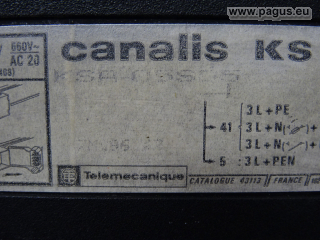 www.pagus.eu
660V~
AC 20
canalis KS
3L+PE
41 3L+N
3L+N
5 : 3L+PEN
Telemecanique CATALOGUE 63113 FRANCE